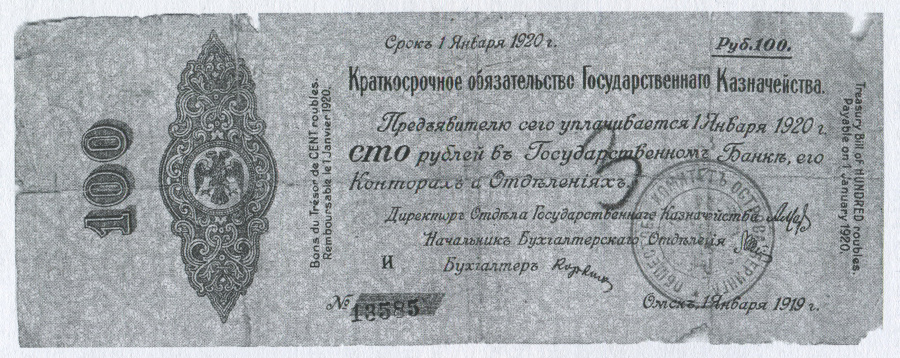 Срокъ 1 Января 1920 г.
Руб. 100.
Краткосрочное обязательство Государственнаго Казначейства.
Предъявителю сего уплачивается 1 Января 1920 г.
сто рублей въ Государственномъ Банкѣ, его
Конторахъ и Отдѣленіяхъ.
Директоръ Отдѣла Государственнаго Казначейства
Начальникъ Бухгалтерскаго Отдѣленія
И
Бухгалтеръ
№ 13585
Омскъ, 1 Января 1919 г.
100
Bons du Trésor de CENT roubles.
Remboursable le 1 Janvier 1920.
Treasury Bill of HUNDRED roubles.
Payable on 1 January 1920.
КОМИТЕТЪ